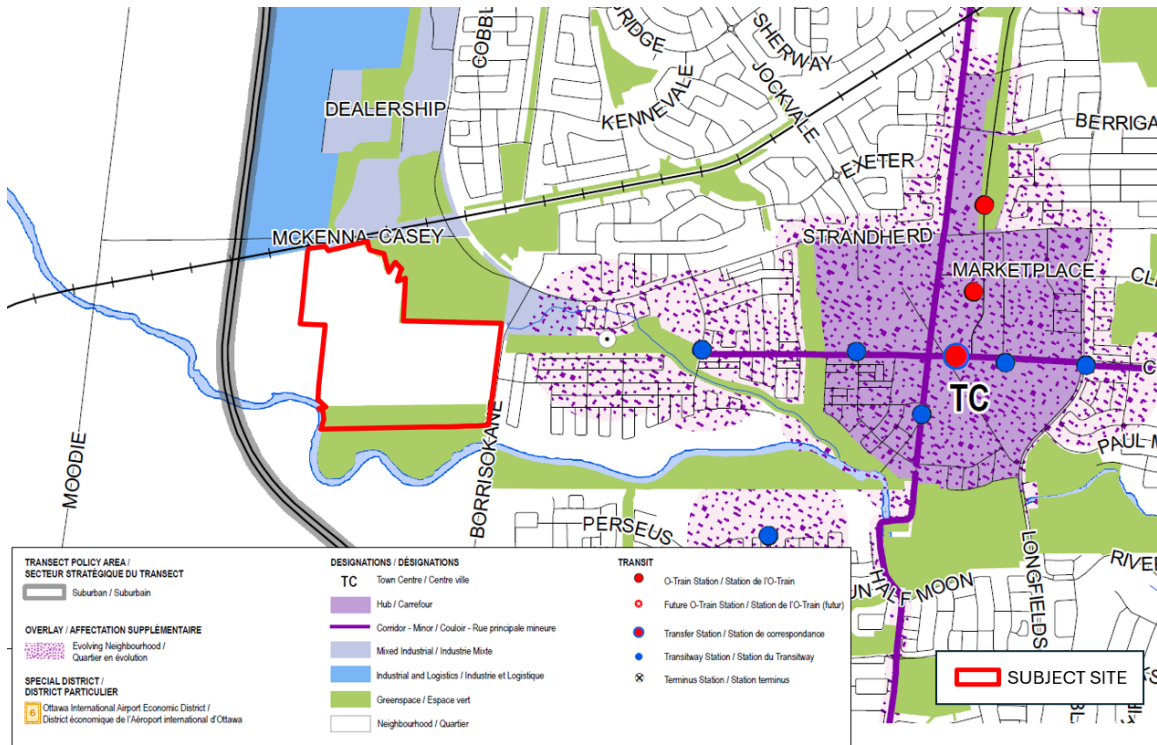 COBBL
RIDGE
SHERWAY
JOCKVALE
DEALERSHIP
KENNEVALE
BERRIGA
EXETER
MCKENNA CASEY
STRANDHERD
MARKETPLACE
CL
C
TC
MOODIE
BORRISOKANE
PAUL M
PERSEUS
HALF MOON
UN
LONGFIELDS
RIVER
TRANSECT POLICY AREA /
SECTEUR STRATÉGIQUE DU TRANSECT
Suburban / Suburbain
OVERLAY / AFFECTATION SUPPLÉMENTAIRE
Evolving Neighbourhood /
Quartier en évolution
SPECIAL DISTRICT /
DISTRICT PARTICULIER
6
Ottawa International Airport Economic District /
District économique de l'Aéroport international d'Ottawa
DESIGNATIONS / DÉSIGNATIONS
TC Town Centre / Centre ville
Hub / Carrefour
Corridor - Minor / Couloir - Rue principale mineure
Mixed Industrial / Industrie Mixte
Industrial and Logistics / Industrie et Logistique
Greenspace / Espace vert
Neighbourhood / Quartier
TRANSIT
O-Train Station / Station de l'O-Train
Future O-Train Station / Station de l'O-Train (futur)
Transfer Station / Station de correspondance
Transitway Station / Station du Transitway
Terminus Station / Station terminus
SUBJECT SITE